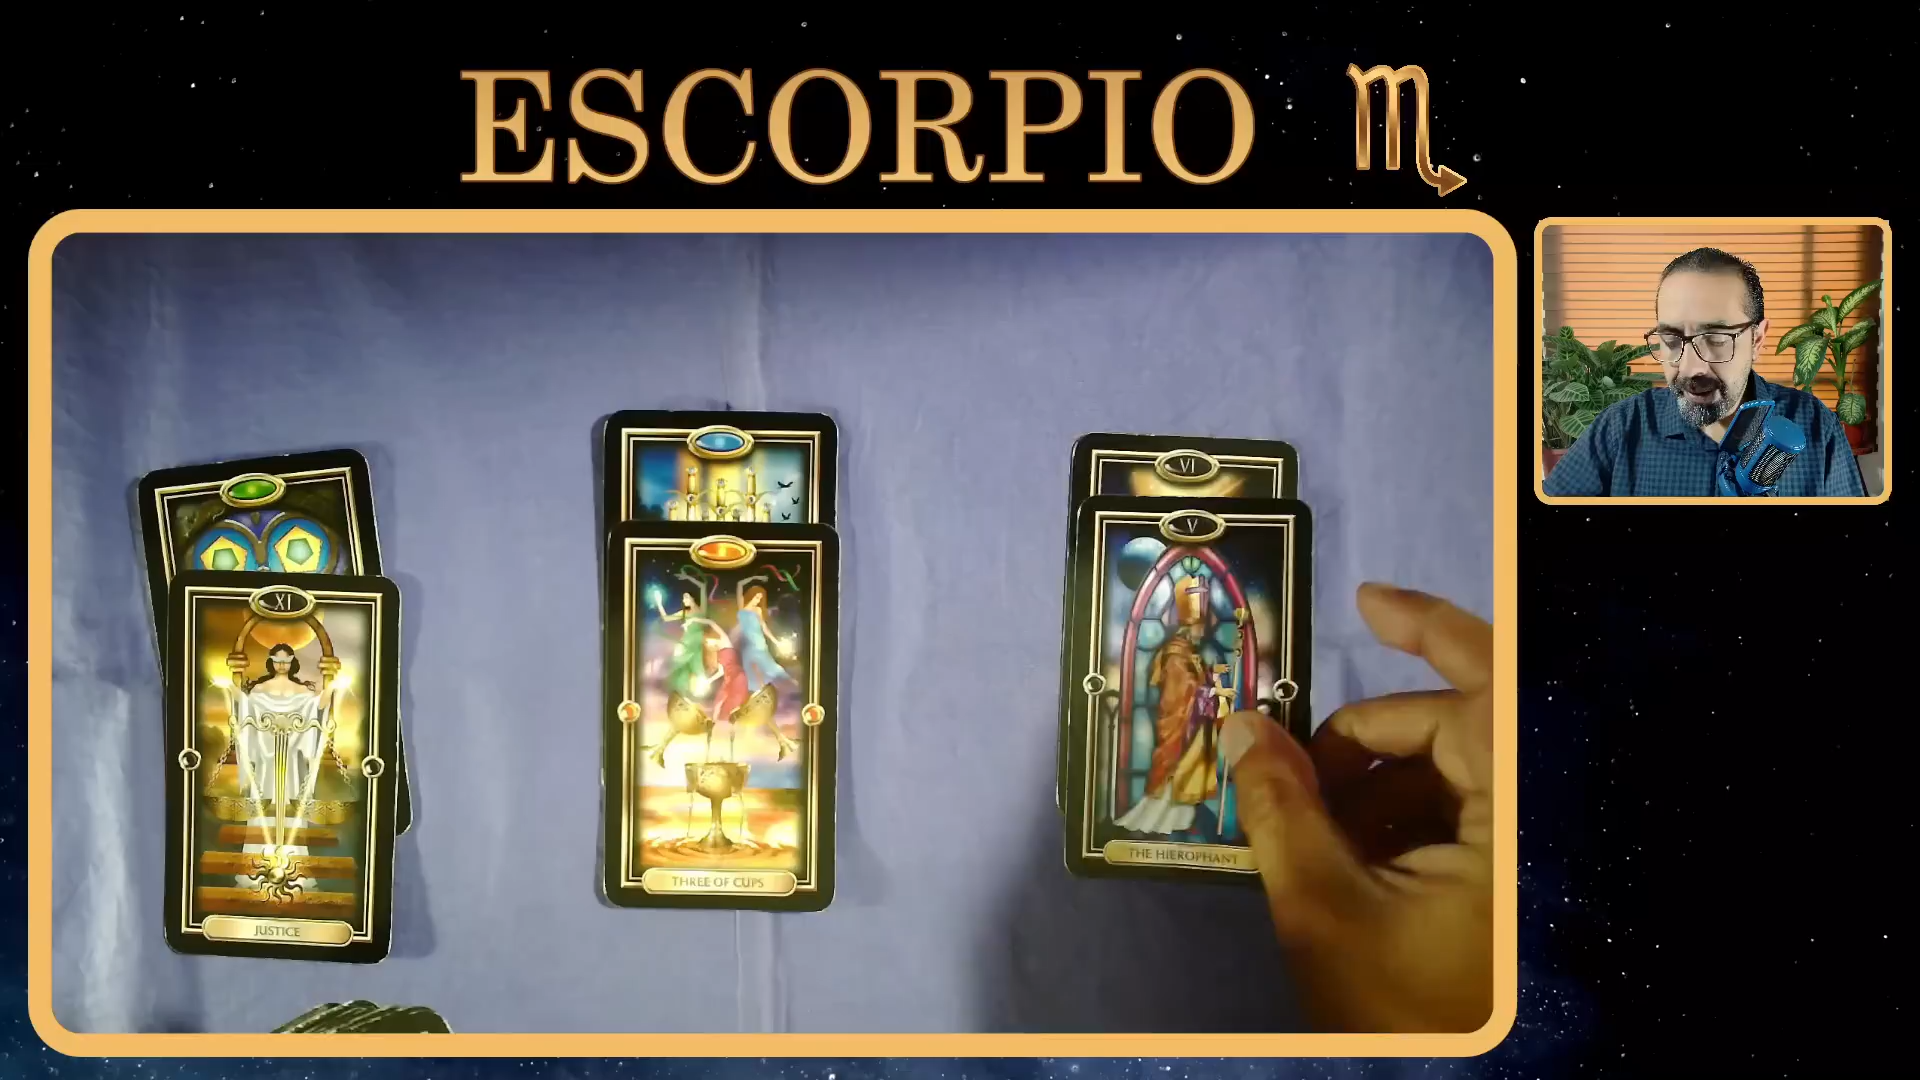 ESCORPIO ♏
VI
V
XI
THE HIEROPHANT
THREE OF CUPS
JUSTICE